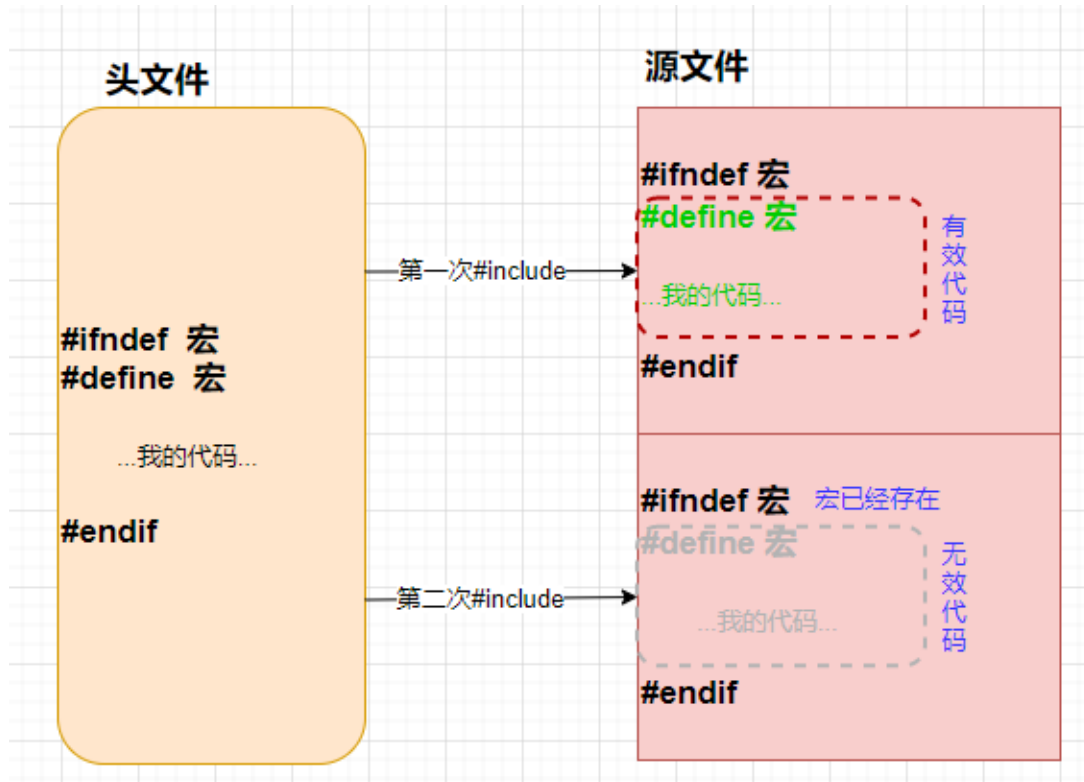 头文件
#ifndef 宏
#define 宏
...我的代码...
#endif
第一次#include
第二次#include
源文件
#ifndef 宏
#define 宏
...我的代码...
有效代码
#endif
#ifndef 宏 宏已经存在
#define 宏
...我的代码...
无效代码
#endif